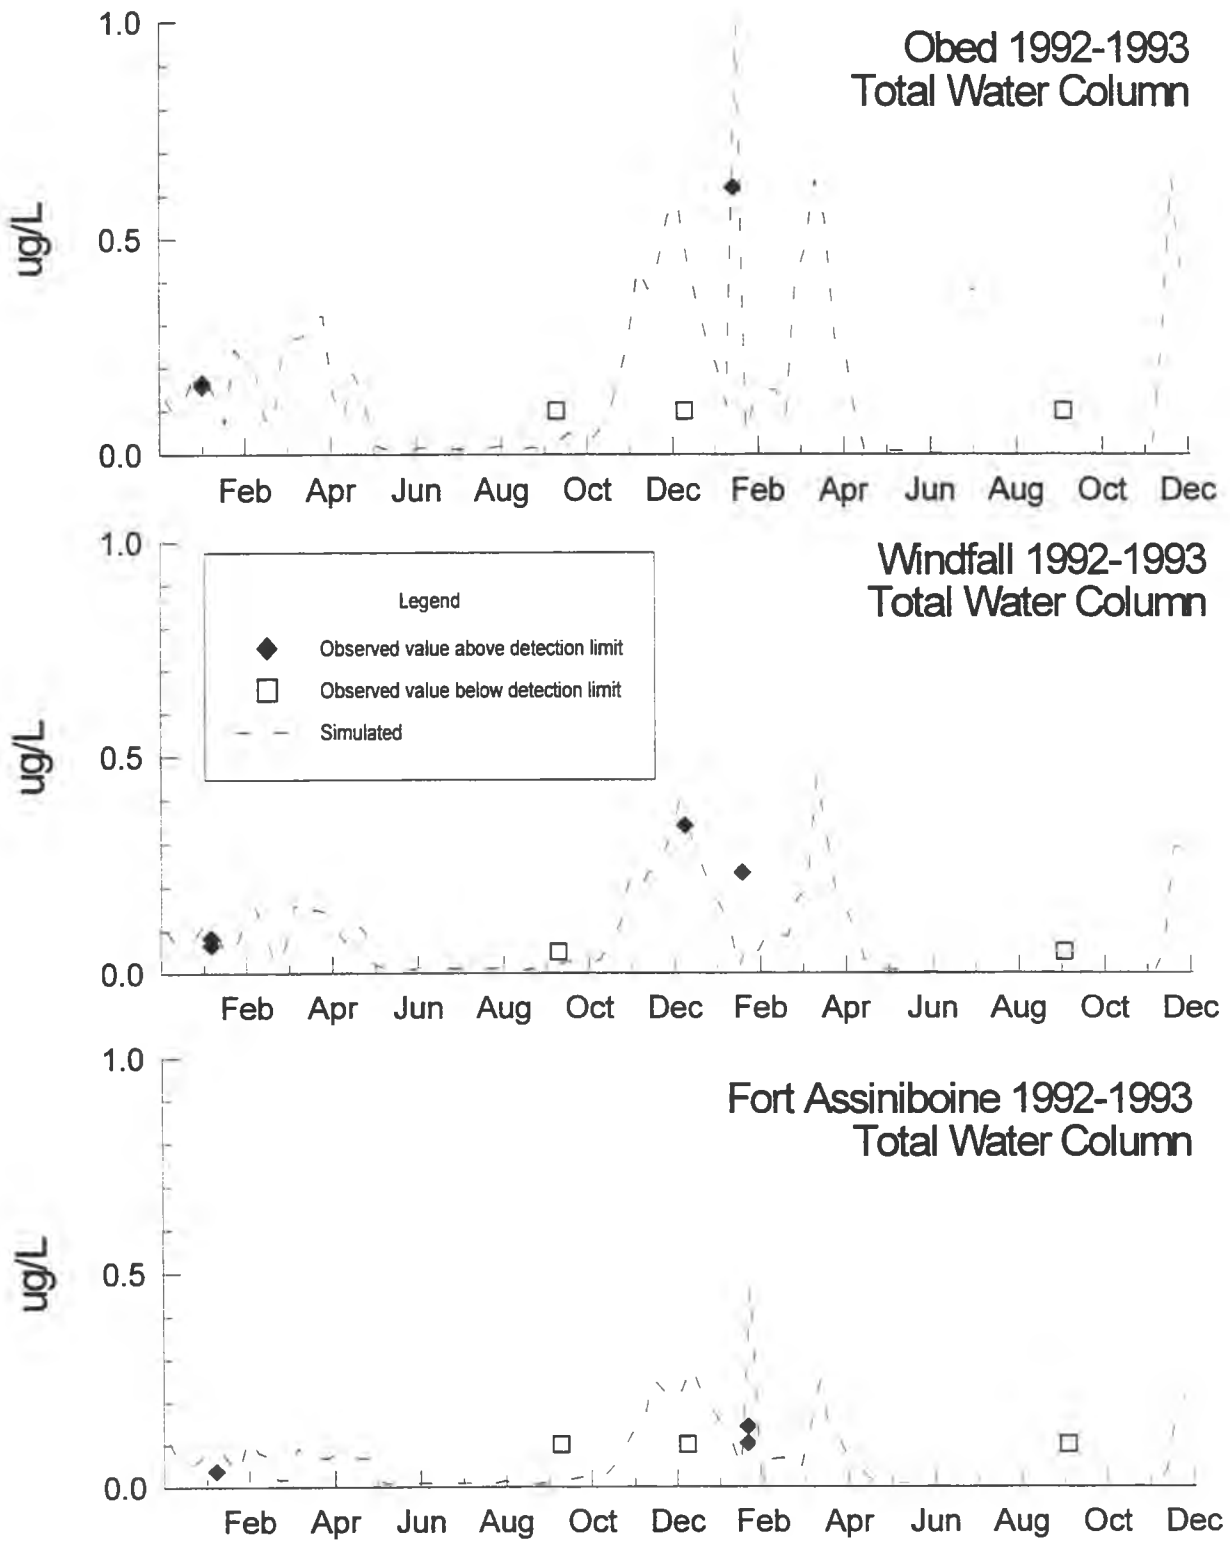 Obed 1992-1993
Total Water Column
ug/L
1.0
0.5
0.0
Feb Apr Jun Aug Oct Dec Feb Apr Jun Aug Oct Dec
Windfall 1992-1993
Total Water Column
ug/L
1.0
0.5
0.0
Legend
Observed value above detection limit
Observed value below detection limit
Simulated
Feb Apr Jun Aug Oct Dec Feb Apr Jun Aug Oct Dec
Fort Assiniboine 1992-1993
Total Water Column
ug/L
1.0
0.5
0.0
Feb Apr Jun Aug Oct Dec Feb Apr Jun Aug Oct Dec